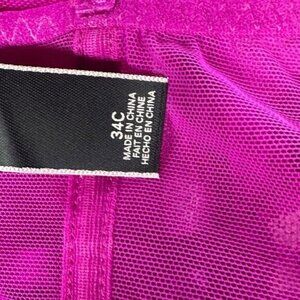 34C
MADE IN CHINA
FAIT EN CHINE
HECHO EN CHINA